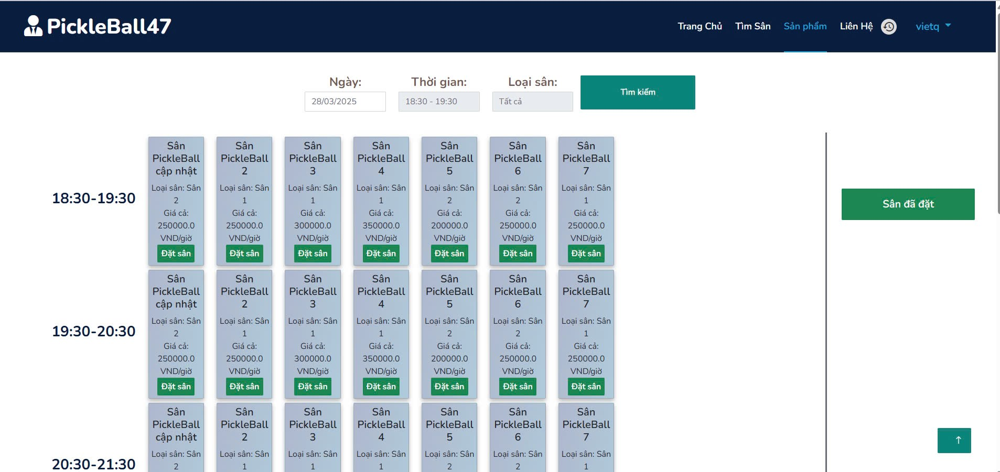 PickleBall47
Trang Chủ Tìm Sân Sản phẩm Liên Hệ vietq
Ngày: Thời gian: Loại sân:
28/03/2025 18:30 - 19:30 Tất cả Tìm kiếm
Sân Sân Sân Sân Sân Sân Sân
PickleBall PickleBall PickleBall PickleBall PickleBall PickleBall PickleBall
cập nhật 2 3 4 5 6 7
Loại sân: Sân Loại sân: Sân Loại sân: Sân Loại sân: Sân Loại sân: Sân Loại sân: Sân Loại sân: Sân
18:30-19:30 2 1 1 1 2 2 1 Sân đã đặt
Giá cả: Giá cả: Giá cả: Giá cả: Giá cả: Giá cả: Giá cả:
250000.0 250000.0 300000.0 350000.0 200000.0 250000.0 250000.0
VND/giờ VND/giờ VND/giờ VND/giờ VND/giờ VND/giờ VND/giờ
Đặt sân Đặt sân Đặt sân Đặt sân Đặt sân Đặt sân Đặt sân
Sân Sân Sân Sân Sân Sân Sân
PickleBall PickleBall PickleBall PickleBall PickleBall PickleBall PickleBall
cập nhật 2 3 4 5 6 7
Loại sân: Sân Loại sân: Sân Loại sân: Sân Loại sân: Sân Loại sân: Sân Loại sân: Sân Loại sân: Sân
19:30-20:30 2 1 1 1 2 2 1
Giá cả: Giá cả: Giá cả: Giá cả: Giá cả: Giá cả: Giá cả:
250000.0 250000.0 300000.0 350000.0 200000.0 250000.0 250000.0
VND/giờ VND/giờ VND/giờ VND/giờ VND/giờ VND/giờ VND/giờ
Đặt sân Đặt sân Đặt sân Đặt sân Đặt sân Đặt sân Đặt sân
Sân Sân Sân Sân Sân Sân Sân
PickleBall PickleBall PickleBall PickleBall PickleBall PickleBall PickleBall
cập nhật 2 3 4 5 6 7
Loại sân: Sân Loại sân: Sân Loại sân: Sân Loại sân: Sân Loại sân: Sân Loại sân: Sân Loại sân: Sân
20:30-21:30 2 1 1 1 2 2 1